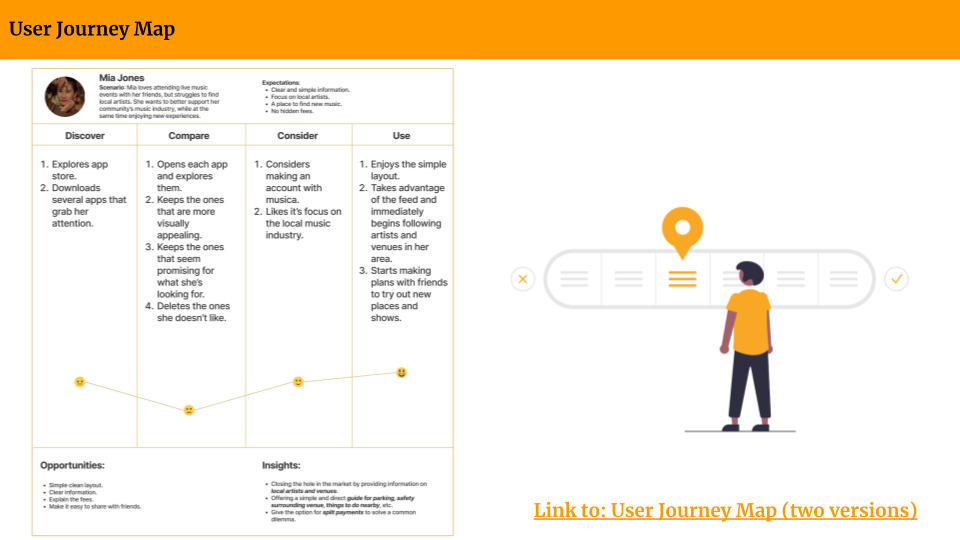 User Journey Map
Mia Jones
Scenario: Mia loves attending live music
events with her friends, but struggles to find
local artists. She wants to better support her
community's music industry, while at the
same time enjoying new experiences.
Expectations:
• Clear and simple information.
• Focus on local artists.
• A place to find new music.
• No hidden fees.
Discover
Compare
Consider
Use
1. Explores app
store.
2. Downloads
several apps that
grab her
attention.
1. Opens each app
and explores
them.
2. Keeps the ones
that are more
visually
appealing.
3. Keeps the ones
that seem
promising for
what she's
looking for.
4. Deletes the ones
she doesn't like.
1. Considers
making an
account with
musica.
2. Likes it's focus on
the local music
industry.
1. Enjoys the simple
layout.
2. Takes advantage
of the feed and
immediately
begins following
artists and
venues in her
area.
3. Starts making
plans with friends
to try out new
places and
shows.
Opportunities:
• Simple clean layout.
• Clear information.
• Explain the fees.
• Make it easy to share with friends.
Insights:
• Closing the hole in the market by providing information on
local artists and venues.
• Offering a simple and direct guide for parking, safety
surrounding venue, things to do nearby, etc.
• Give the option for split payments to solve a common
dilemma.
Link to: User Journey Map (two versions)